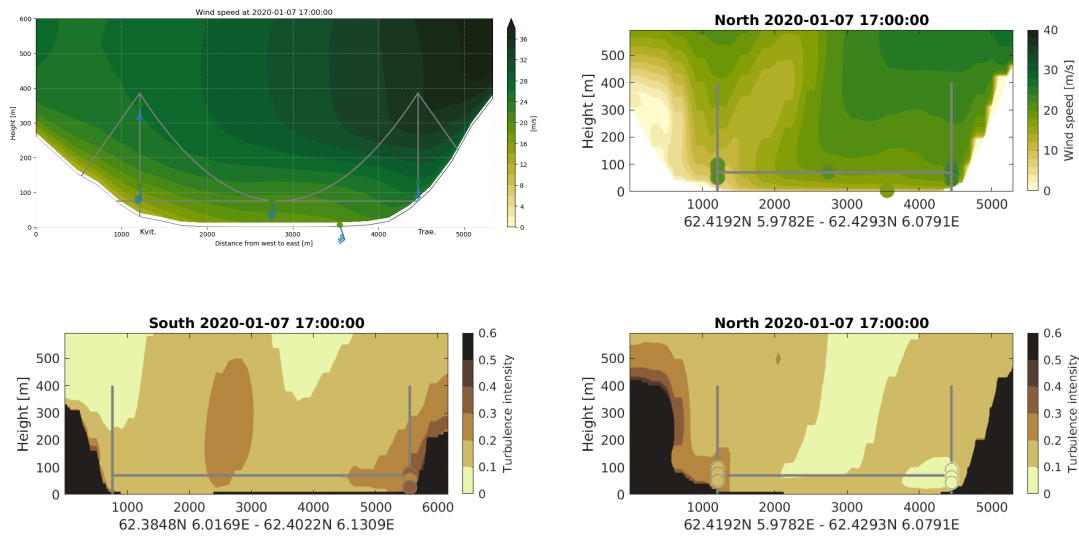 Wind speed at 2020-01-07 17:00:00
600
500
400
300
200
100
0
Height [m]
0 1000 2000 3000 4000 5000
Kvit. Trae.
Distance from west to east [m]
36
32
28
24
20
16
12
8
4
0
[m/s]
North 2020-01-07 17:00:00
500
400
300
200
100
0
Height [m]
1000 2000 3000 4000 5000
62.4192N 5.9782E - 62.4293N 6.0791E
40
30
20
10
0
Wind speed [m/s]
South 2020-01-07 17:00:00
500
400
300
200
100
0
Height [m]
1000 2000 3000 4000 5000 6000
62.3848N 6.0169E - 62.4022N 6.1309E
0.6
0.5
0.4
0.3
0.2
0.1
0
Turbulence intensity
North 2020-01-07 17:00:00
500
400
300
200
100
0
Height [m]
1000 2000 3000 4000 5000
62.4192N 5.9782E - 62.4293N 6.0791E
0.6
0.5
0.4
0.3
0.2
0.1
0
Turbulence intensity